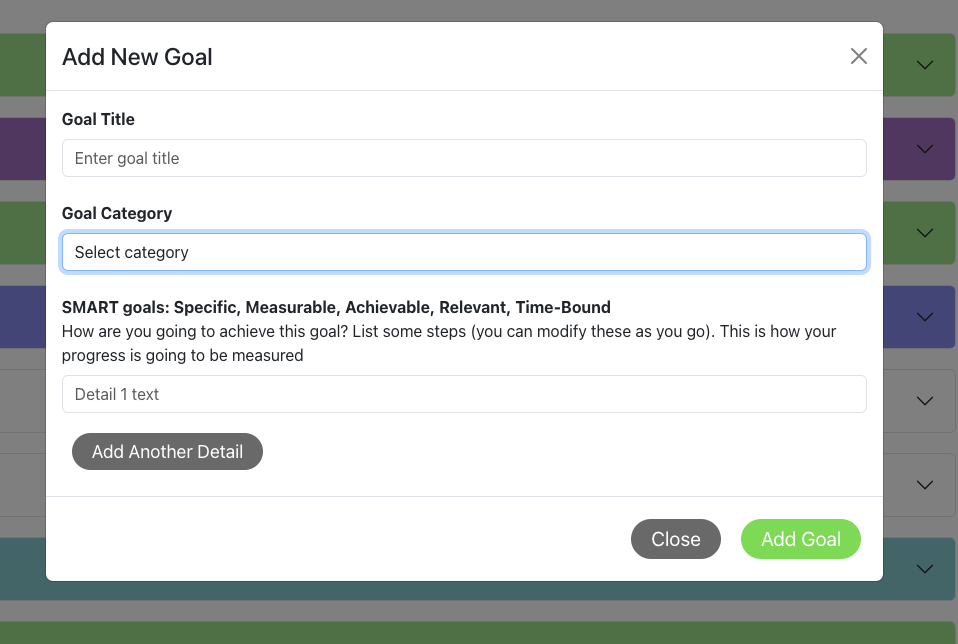 Add New Goal
Goal Title
Enter goal title
Goal Category
Select category
SMART goals: Specific, Measurable, Achievable, Relevant, Time-Bound
How are you going to achieve this goal? List some steps (you can modify these as you go). This is how your
progress is going to be measured
Detail 1 text
Add Another Detail
Close
Add Goal